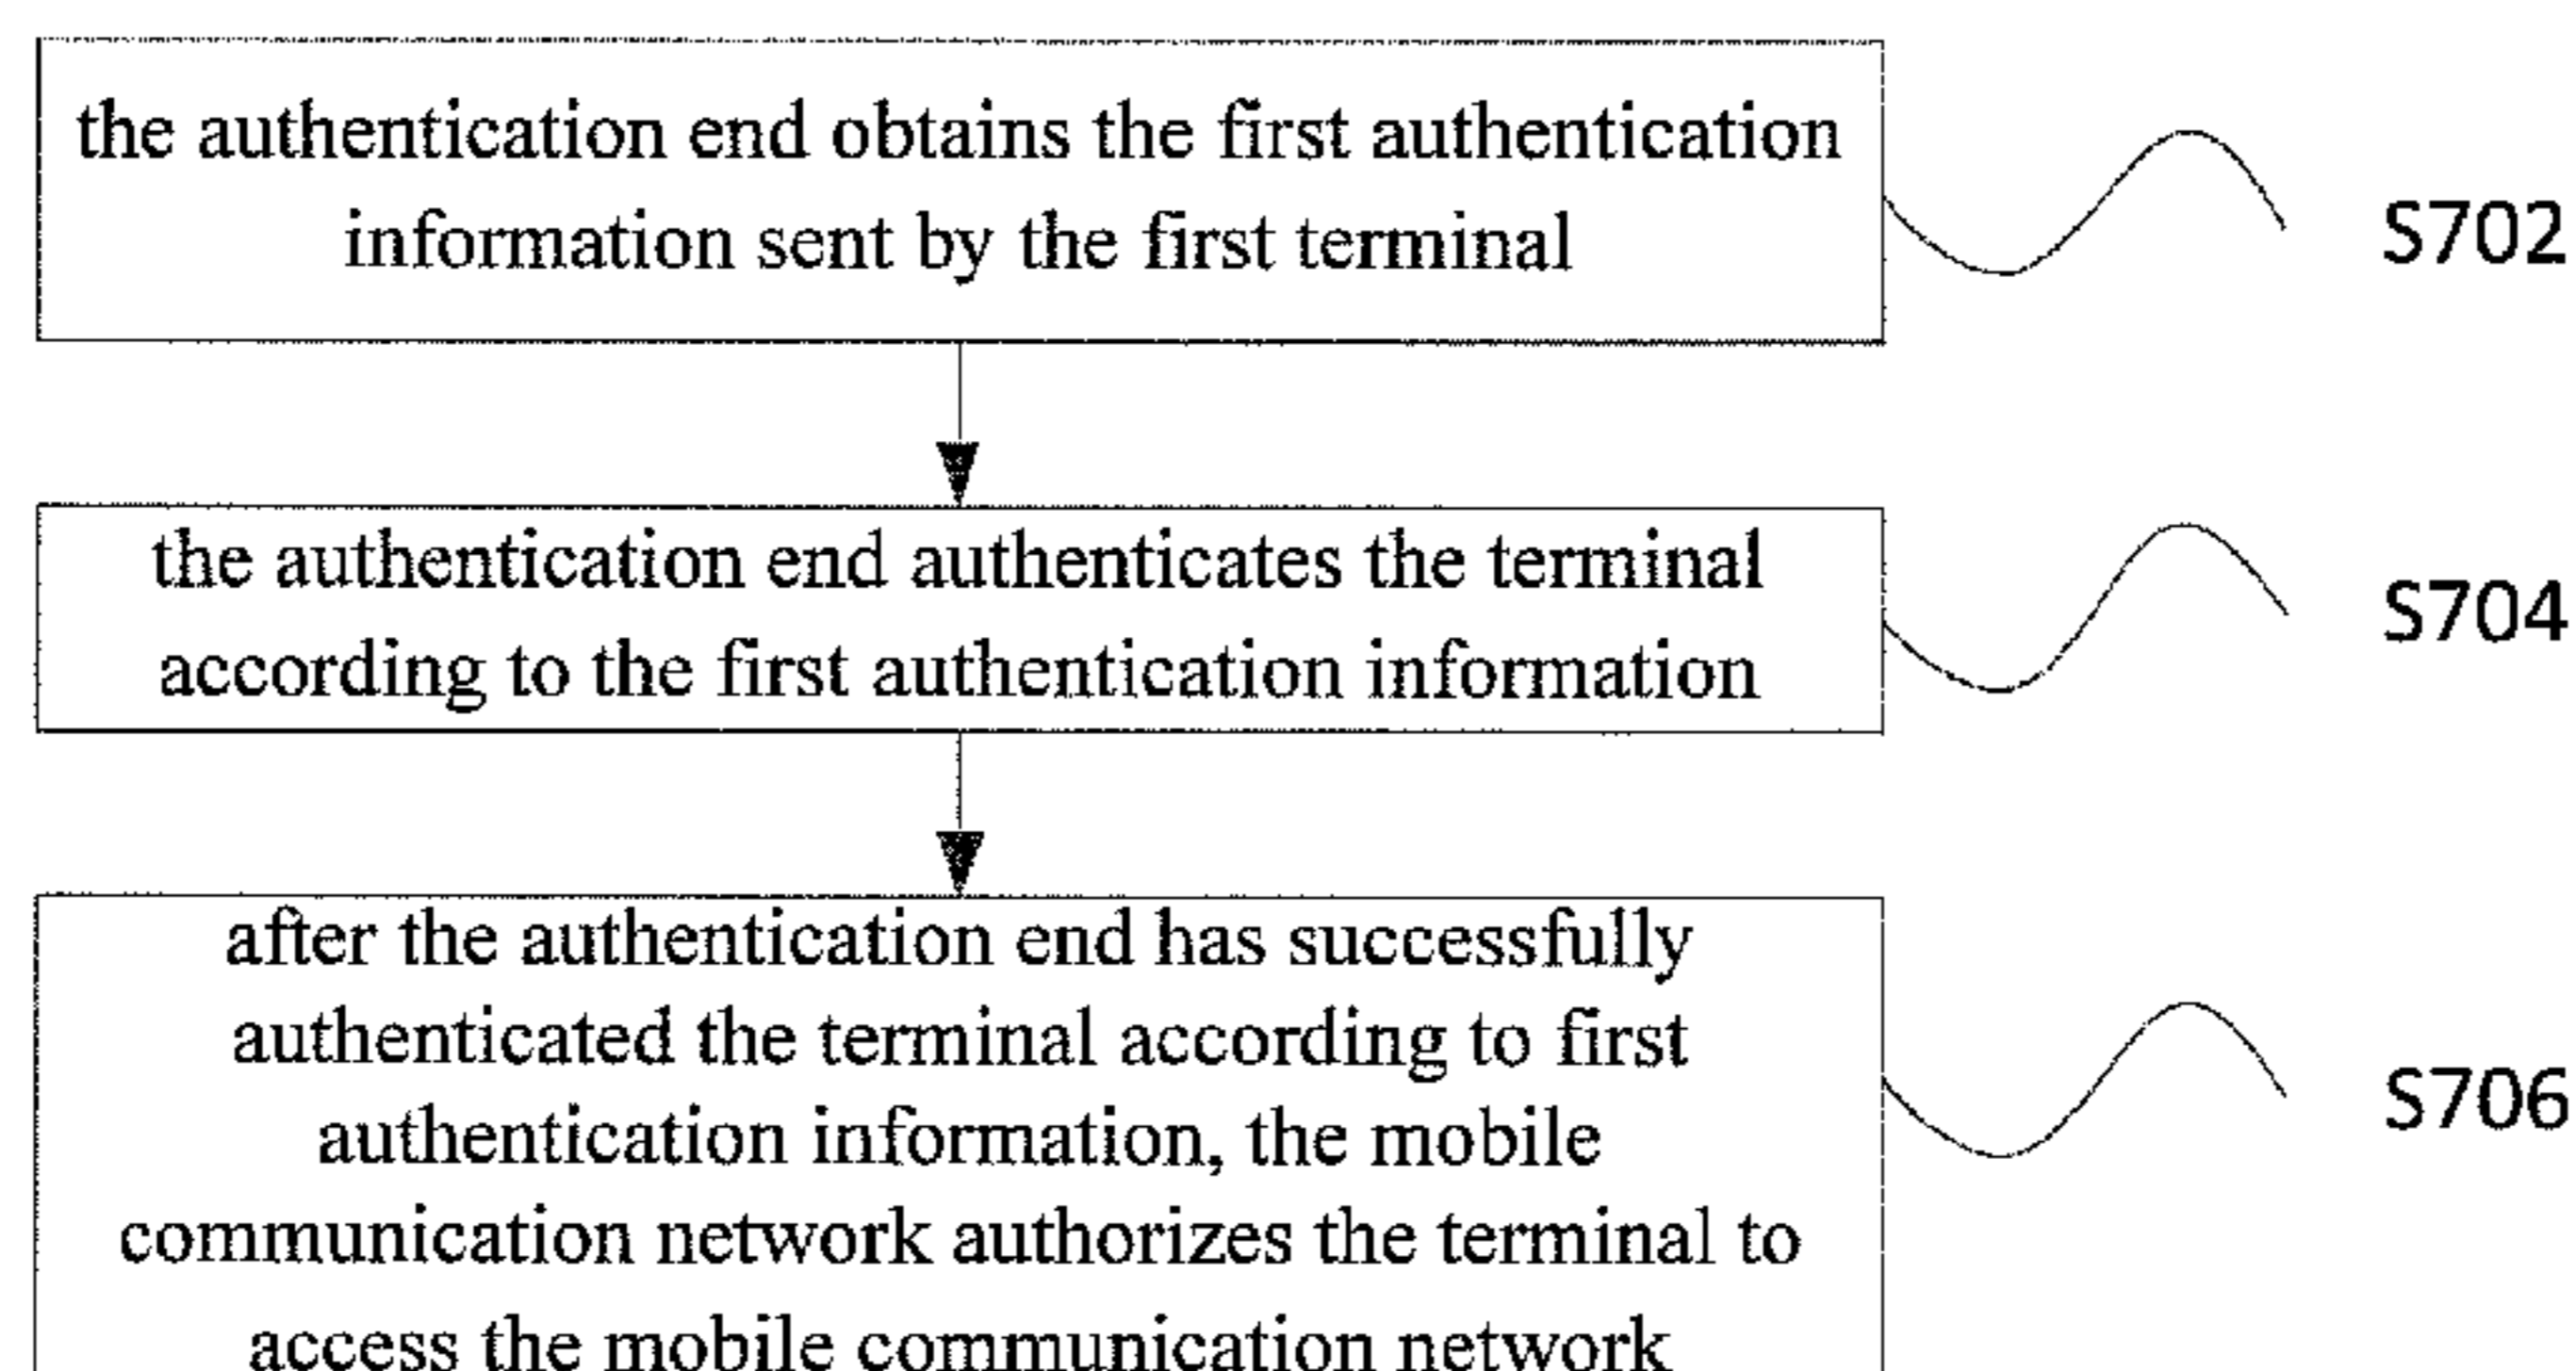 the authentication end obtains the first authentication
information sent by the first terminal
S702
the authentication end authenticates the terminal
according to the first authentication information
S704
after the authentication end has successfully
authenticated the terminal according to first
authentication information, the mobile
communication network authorizes the terminal to
access the mobile communication network
S706